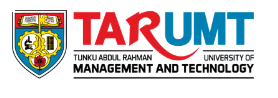 TARUMT
TUNKU ABDUL RAHMAN UNIVERSITY OF
MANAGEMENT AND TECHNOLOGY